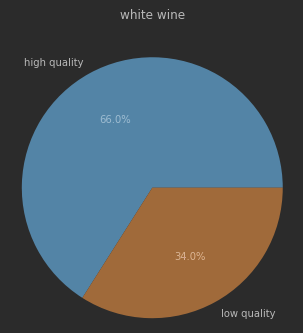 white wine
high quality
66.0%
34.0%
low quality